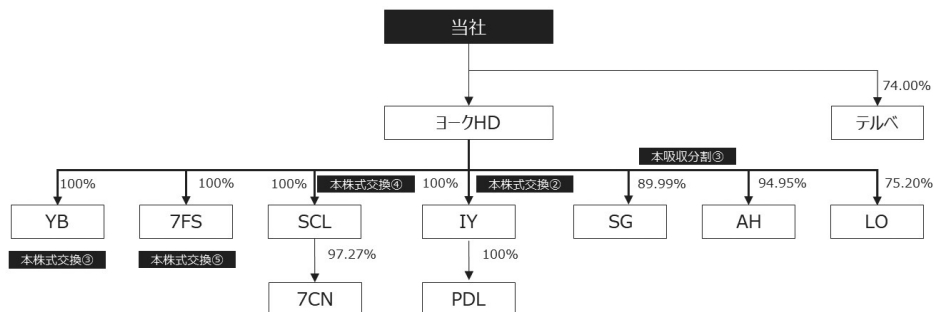 当社
74.00%
ヨークHD
テルベ
本吸収分割③
100%
100%
100%
本株式交換④
100%
本株式交換②
89.99%
94.95%
75.20%
YB
7FS
SCL
IY
SG
AH
LO
本株式交換③
本株式交換⑤
97.27%
100%
7CN
PDL